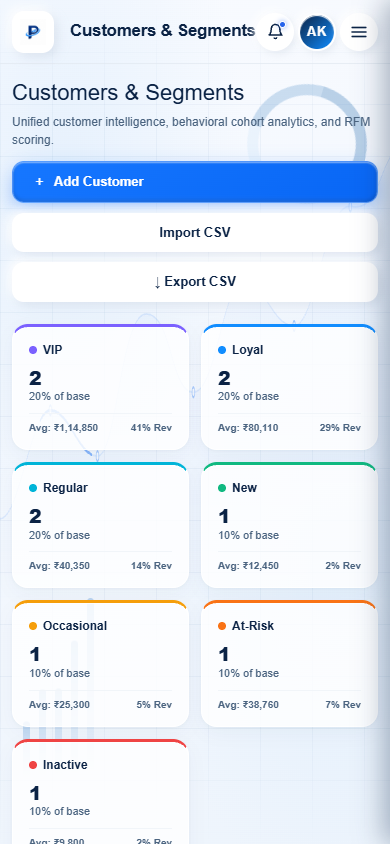 P
Customers & Segments
AK
Customers & Segments
Unified customer intelligence, behavioral cohort analytics, and RFM
scoring.
+ Add Customer
Import CSV
↓ Export CSV
VIP
2
20% of base
Avg: ₹1,14,850 41% Rev
Loyal
2
20% of base
Avg: ₹80,110 29% Rev
Regular
2
20% of base
Avg: ₹40,350 14% Rev
New
1
10% of base
Avg: ₹12,450 2% Rev
Occasional
1
10% of base
Avg: ₹25,300 5% Rev
At-Risk
1
10% of base
Avg: ₹38,760 7% Rev
Inactive
1
10% of base
Avg: ₹9,800 2% Rev